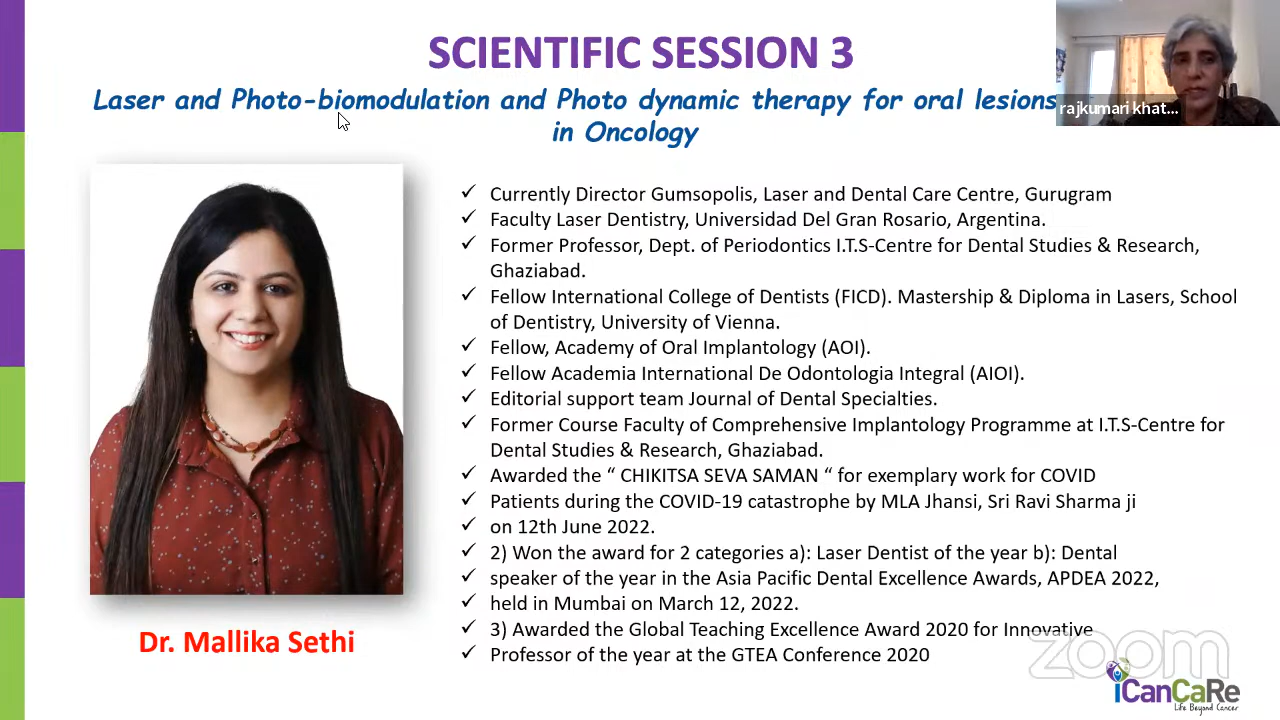 SCIENTIFIC SESSION 3
Laser and Photo-biomodulation and Photo dynamic therapy for oral lesions
in Oncology
rajkumari khat...
✓ Currently Director Gumsopolis, Laser and Dental Care Centre, Gurugram
✓ Faculty Laser Dentistry, Universidad Del Gran Rosario, Argentina.
✓ Former Professor, Dept. of Periodontics I.T.S-Centre for Dental Studies & Research,
Ghaziabad.
✓ Fellow International College of Dentists (FICD). Mastership & Diploma in Lasers, School
of Dentistry, University of Vienna.
✓ Fellow, Academy of Oral Implantology (AOI).
✓ Fellow Academia International De Odontologia Integral (AIOI).
✓ Editorial support team Journal of Dental Specialties.
✓ Former Course Faculty of Comprehensive Implantology Programme at I.T.S-Centre for
Dental Studies & Research, Ghaziabad.
✓ Awarded the “ CHIKITSA SEVA SAMAN “ for exemplary work for COVID
✓ Patients during the COVID-19 catastrophe by MLA Jhansi, Sri Ravi Sharma ji
✓ on 12th June 2022.
✓ 2) Won the award for 2 categories a): Laser Dentist of the year b): Dental
✓ speaker of the year in the Asia Pacific Dental Excellence Awards, APDEA 2022,
✓ held in Mumbai on March 12, 2022.
✓ 3) Awarded the Global Teaching Excellence Award 2020 for Innovative
✓ Professor of the year at the GTEA Conference 2020
Dr. Mallika Sethi
zoom
iCanCaRe
Life Beyond Cancer